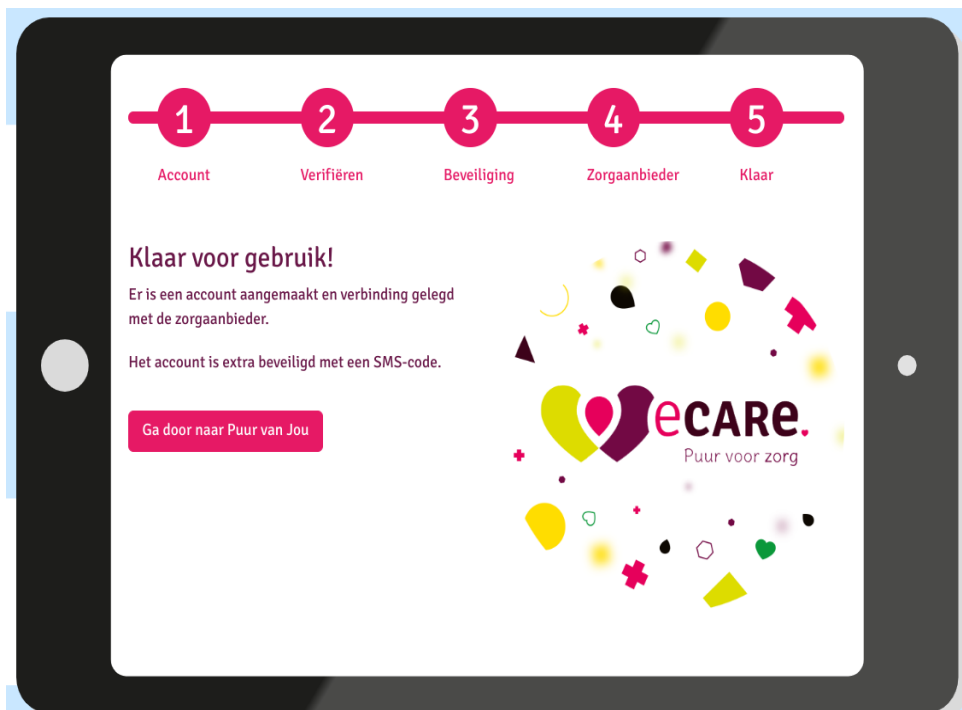 1 2 3 4 5
Account Verifiëren Beveiliging Zorgaanbieder Klaar
Klaar voor gebruik!
Er is een account aangemaakt en verbinding gelegd
met de zorgaanbieder.
Het account is extra beveiligd met een SMS-code.
Ga door naar Puur van Jou
ecare.
Puur voor zorg